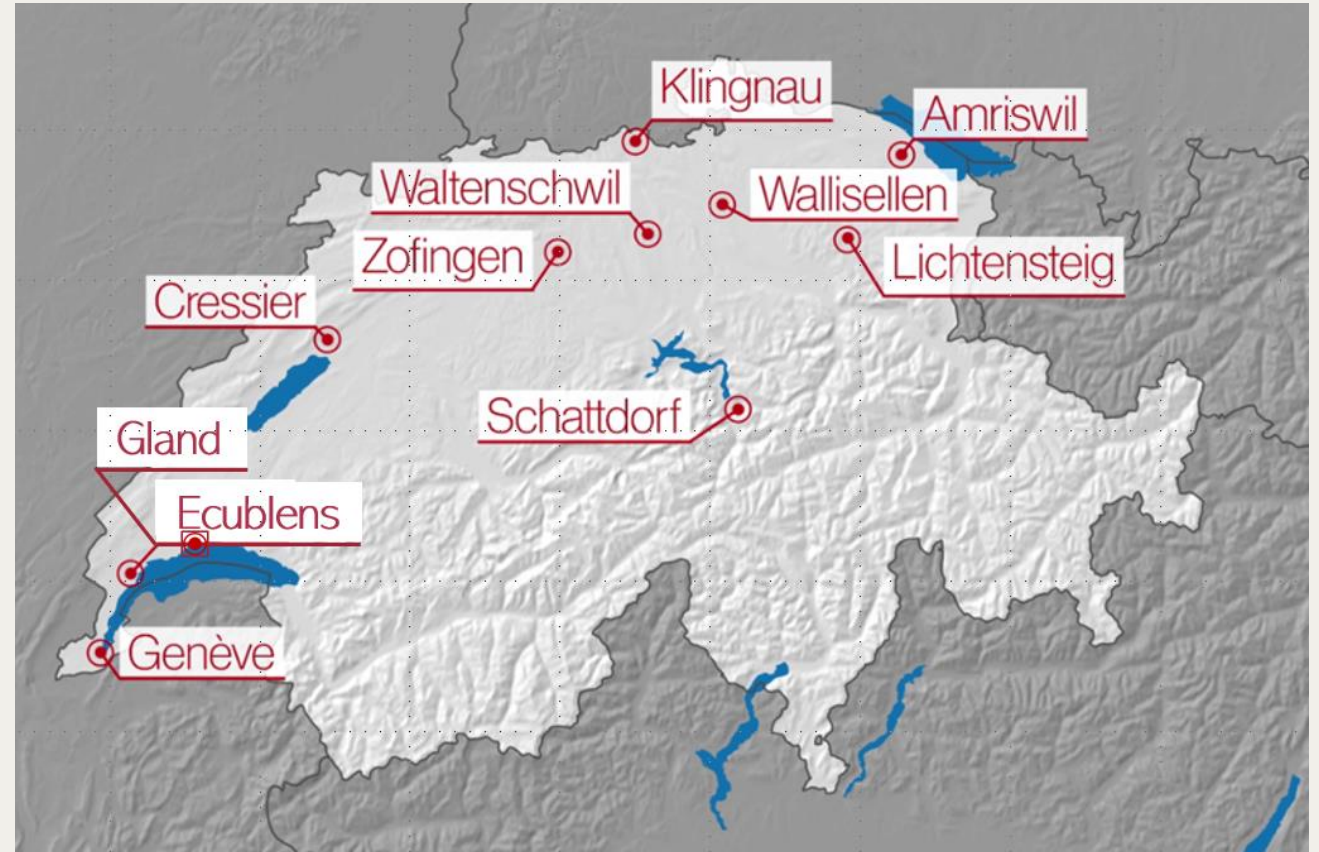 Klingnau
Amriswil
Waltenschwil
Wallisellen
Zofingen
Lichtensteig
Cressier
Schattdorf
Gland
Ecublens
Genève